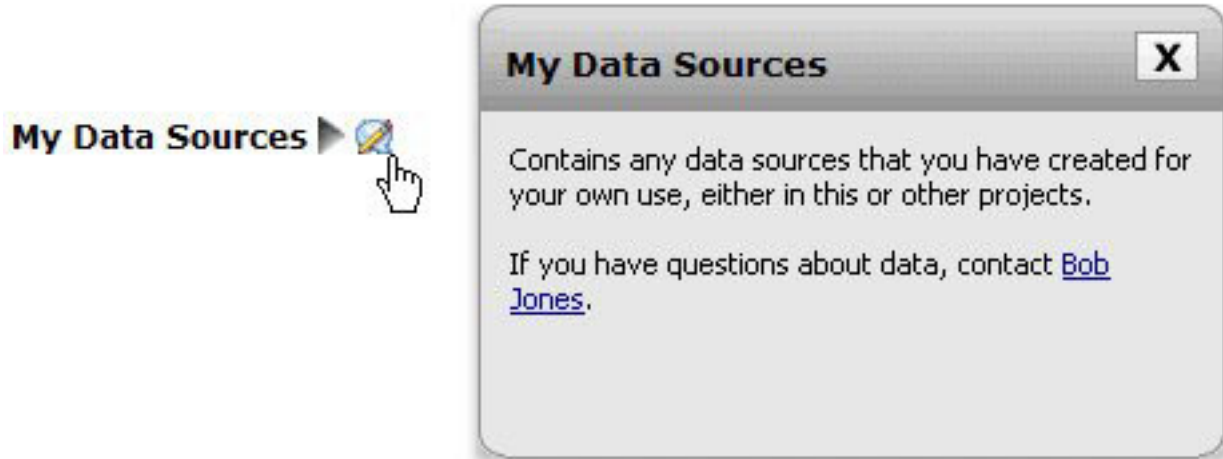 My Data Sources
My Data Sources
X
Contains any data sources that you have created for
your own use, either in this or other projects.
If you have questions about data, contact Bob
Jones.